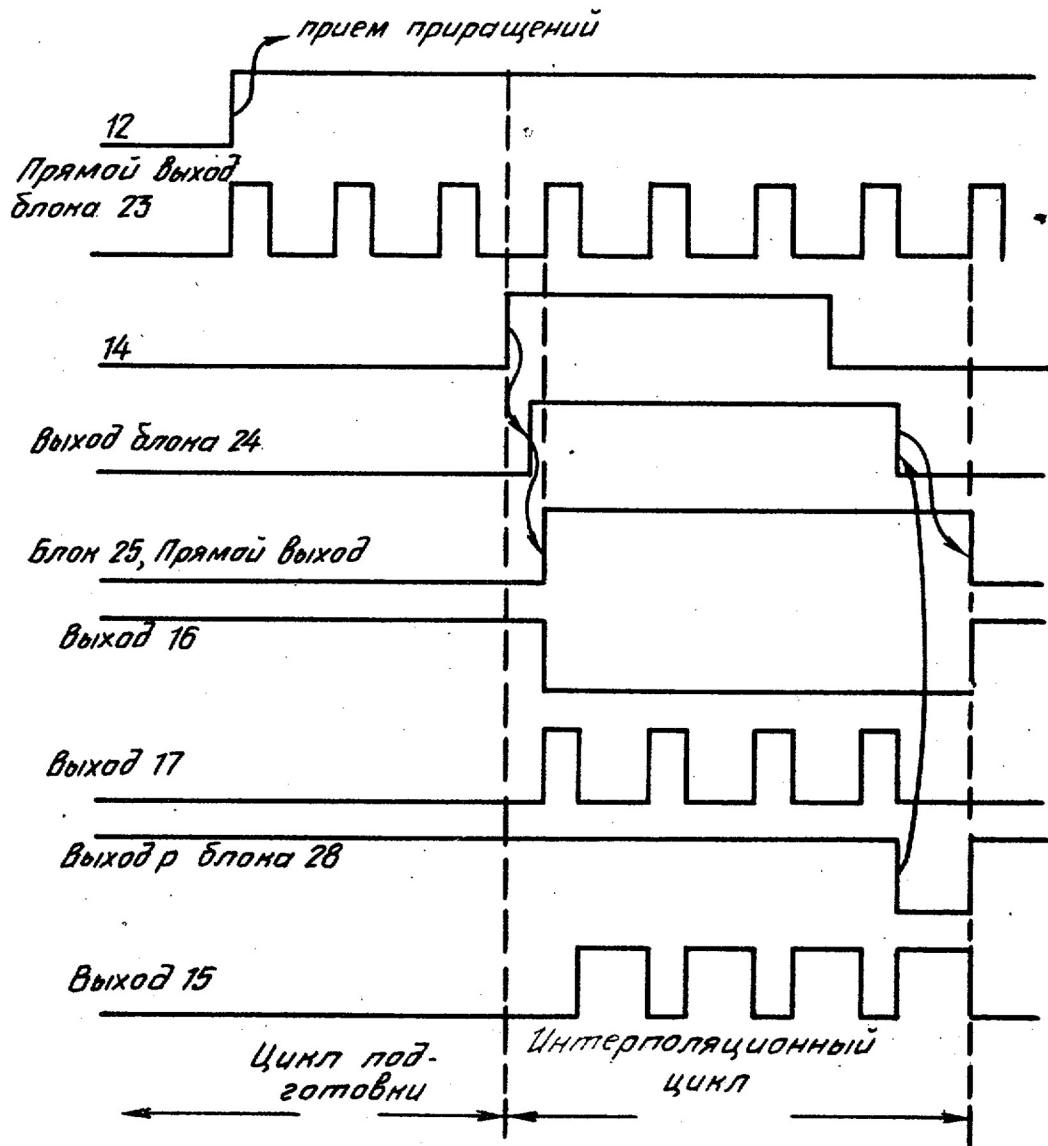 прием приращений
12
Прямой выход
блока 23
14
Выход блока 24
Блок 25, Прямой выход
Выход 16
Выход 17
Выход р блока 28
Выход 15
Цикл под-
готовки
Интерполяционный
цикл